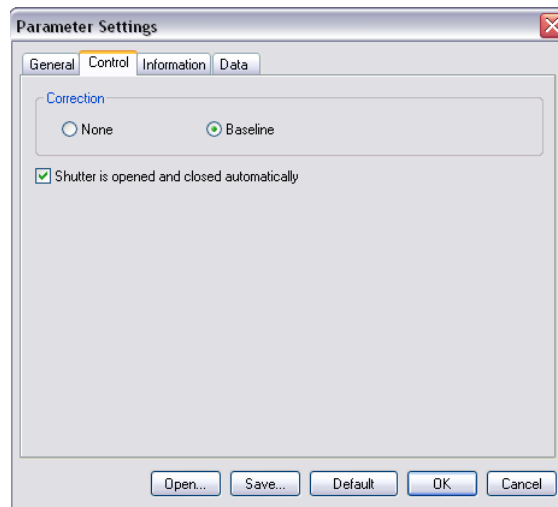 Parameter Settings
General Control Information Data
Correction
None Baseline
Shutter is opened and closed automatically
Open... Save... Default OK Cancel